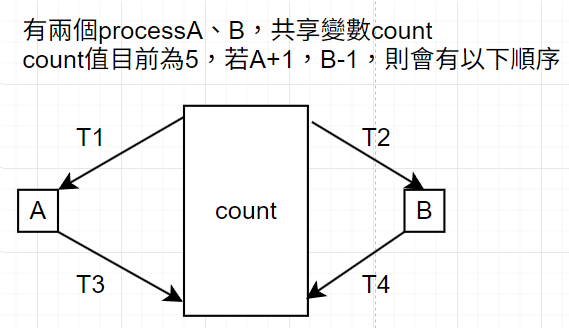 有兩個processA、B，共享變數count
count值目前為5，若A+1，B-1，則會有以下順序
T1
T2
A
count
B
T3
T4